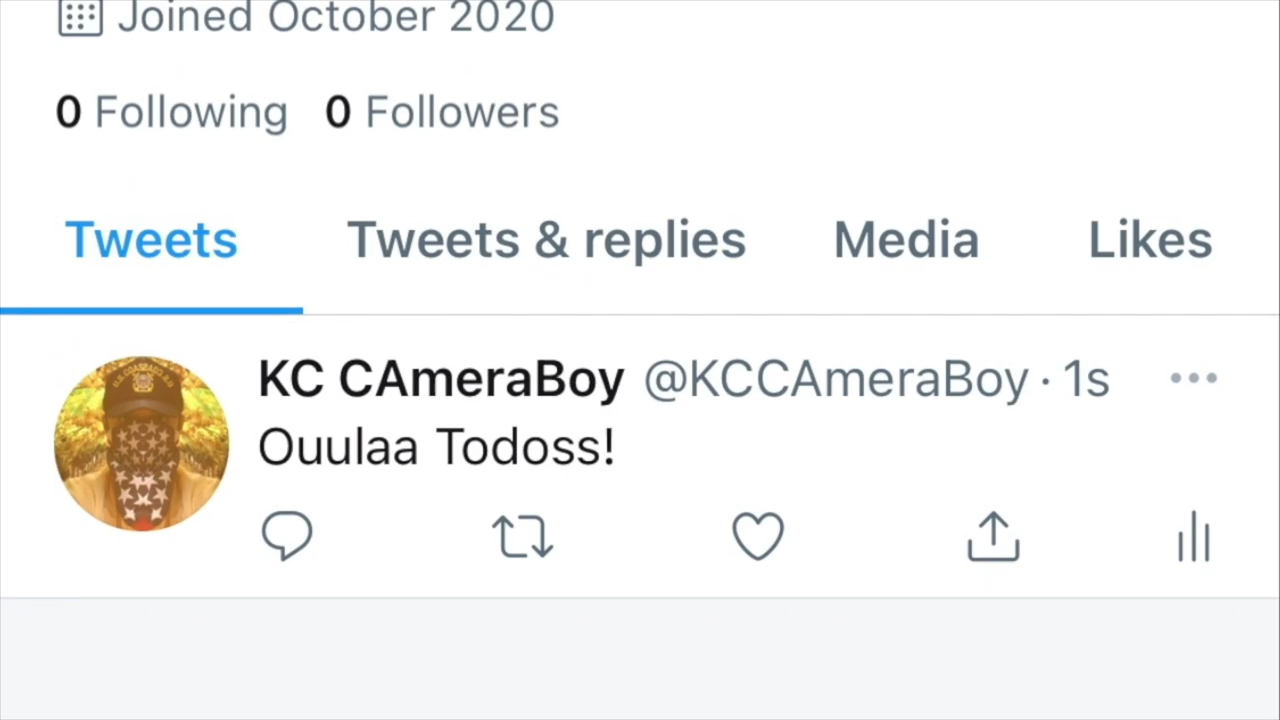 Joined October 2020
0 Following 0 Followers
Tweets Tweets & replies Media Likes
KC CAmeraBoy @KCCAmeraBoy · 1s
Ouulaa Todoss!